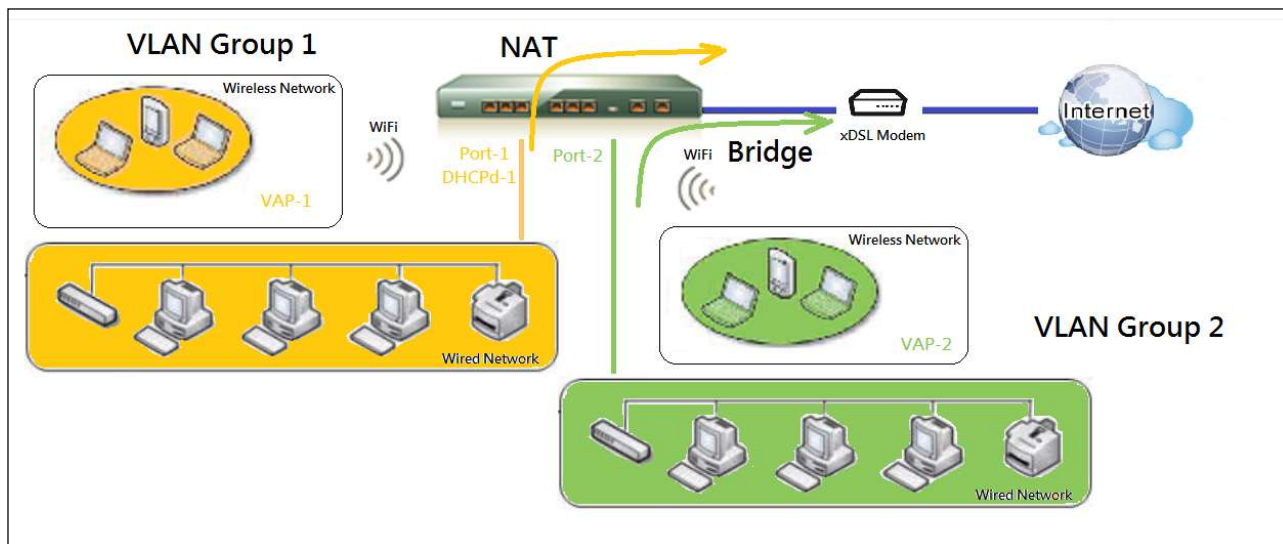 VLAN Group 1
NAT
Wireless Network
WiFi
VAP-1
Port-1
DHCPd-1
Port-2
WiFi
Bridge
xDSL Modem
Internet
Wired Network
Wireless Network
VAP-2
VLAN Group 2
Wired Network